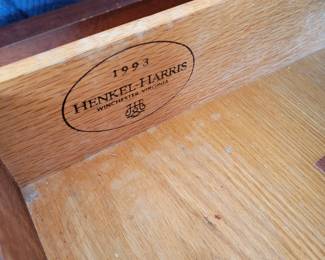 1993
HENKEL-HARRIS
WINCHESTER, VIRGINIA